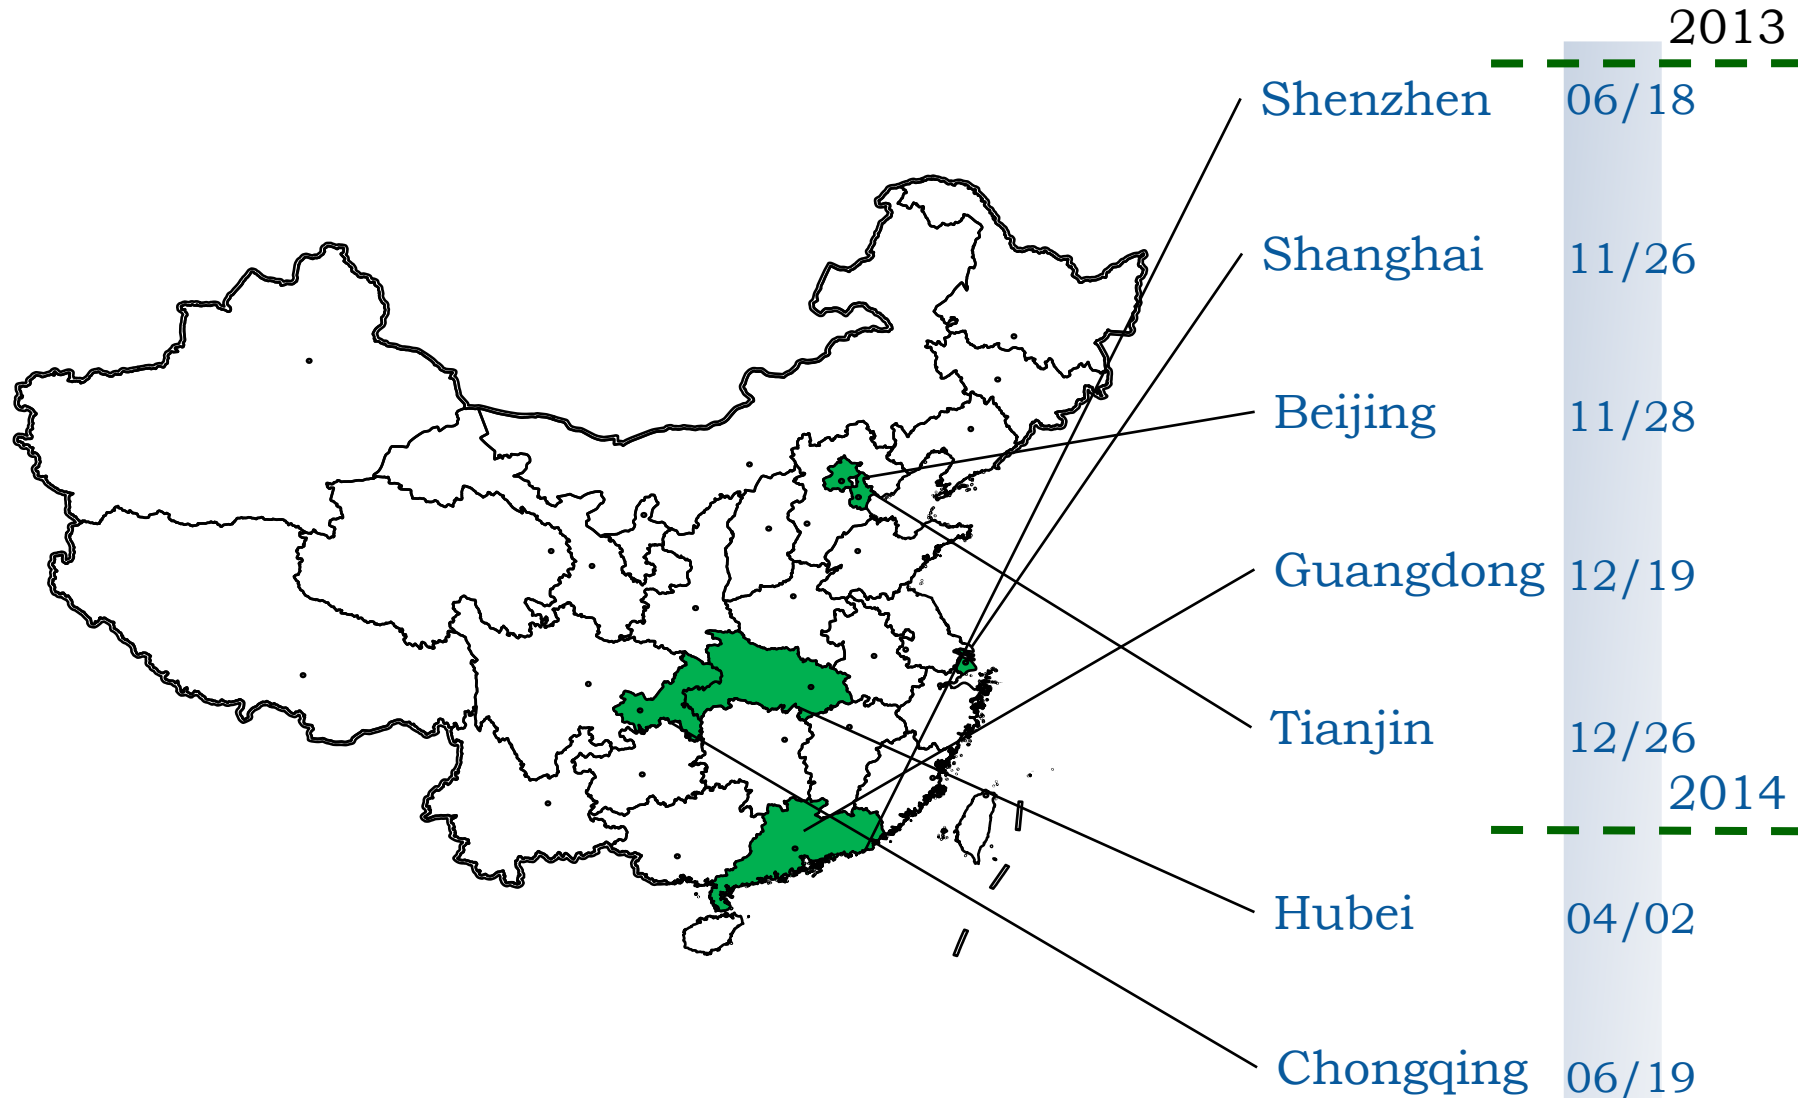 2013
Shenzhen 06/18
Shanghai 11/26
Beijing 11/28
Guangdong 12/19
Tianjin 12/26
2014
Hubei 04/02
Chongqing 06/19